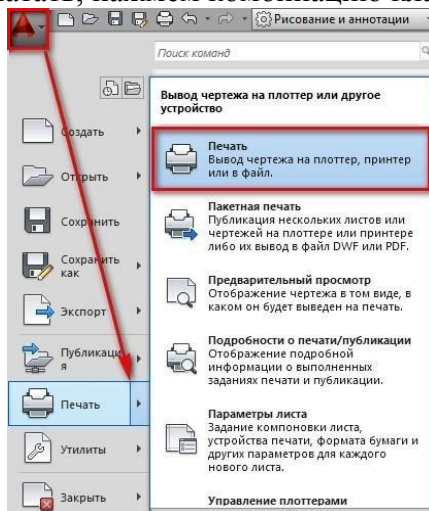 Рисование и аннотации
Поиск команд
Вывод чертежа на плоттер или другое
устройство
Создать
Печать
Вывод чертежа на плоттер, принтер
или в файл.
Открыть
Пакетная печать
Публикация нескольких листов или
чертежей на плоттере или принтере
либо их вывод в файл DWF или PDF.
Сохранить
Сохранить
как
Предварительный просмотр
Отображение чертежа в том виде, в
каком он будет выведен на печать.
Экспорт
Подробности о печати/публикации
Отображение подробной
информации о выполненных
заданиях печати и публикации.
Публикаци
я
Печать
Параметры листа
Задание компоновки листа,
устройства печати, формата бумаги и
других параметров для каждого
нового листа.
Утилиты
Закрыть
Управление плоттерами